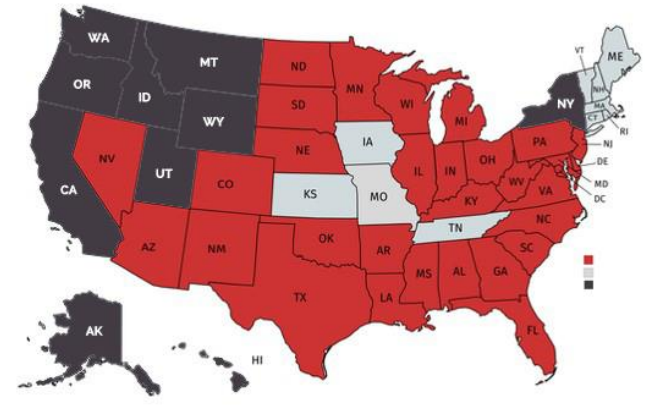 WA
MT
ND
MN
VT
ME
OR
ID
SD
WI
MI
NH
NY
MA
CT
RI
WY
NE
IA
PA
NJ
NV
UT
CO
IL
IN
OH
DE
MD
DC
WV
VA
CA
KS
MO
KY
NC
TN
AZ
NM
OK
AR
SC
MS
AL
GA
TX
LA
FL
AK
HI